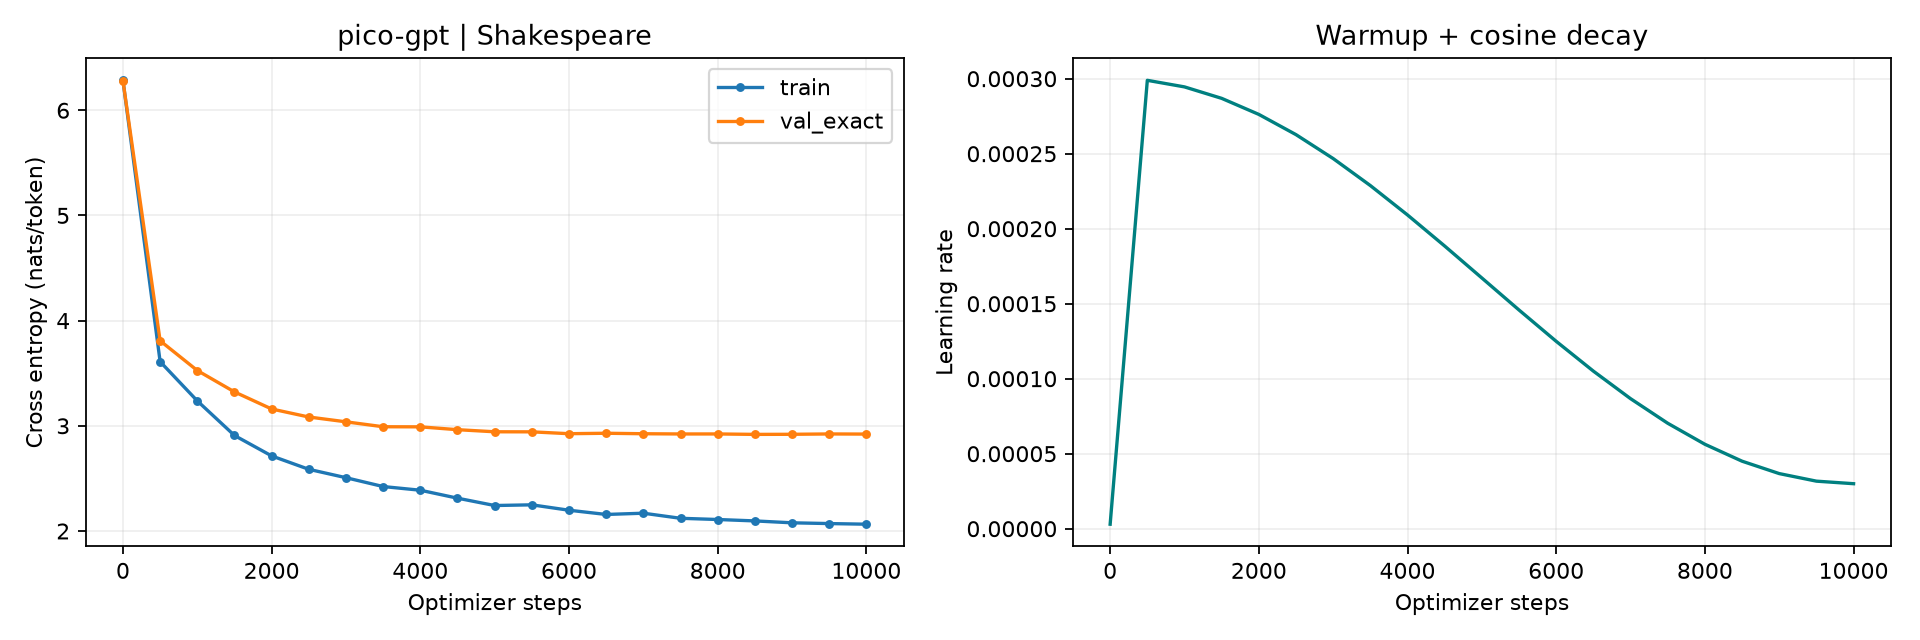 pico-gpt | Shakespeare
train
val_exact
6
5
4
3
2
Cross entropy (nats/token)
0 2000 4000 6000 8000 10000
Optimizer steps
Warmup + cosine decay
0.00030
0.00025
0.00020
0.00015
0.00010
0.00005
0.00000
Learning rate
0 2000 4000 6000 8000 10000
Optimizer steps